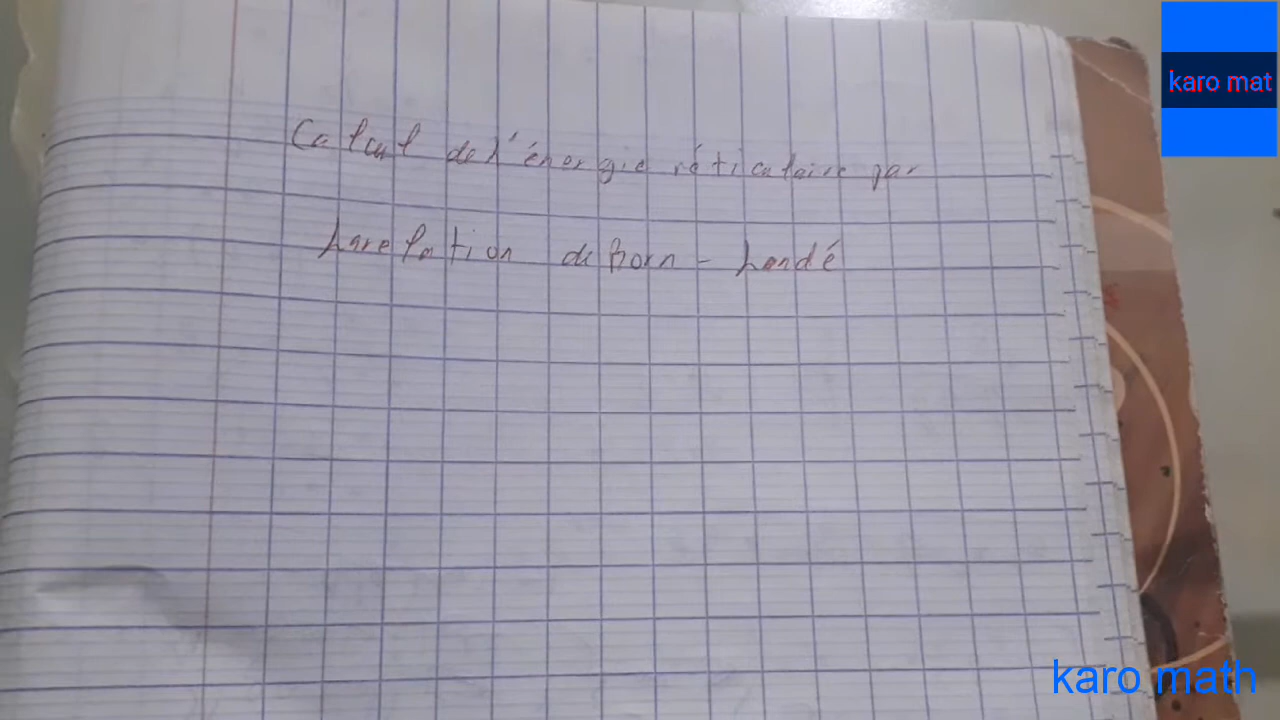 Calcul de l'énergie réticulaire par
la relation de Born - Landé
karo mat
karo math